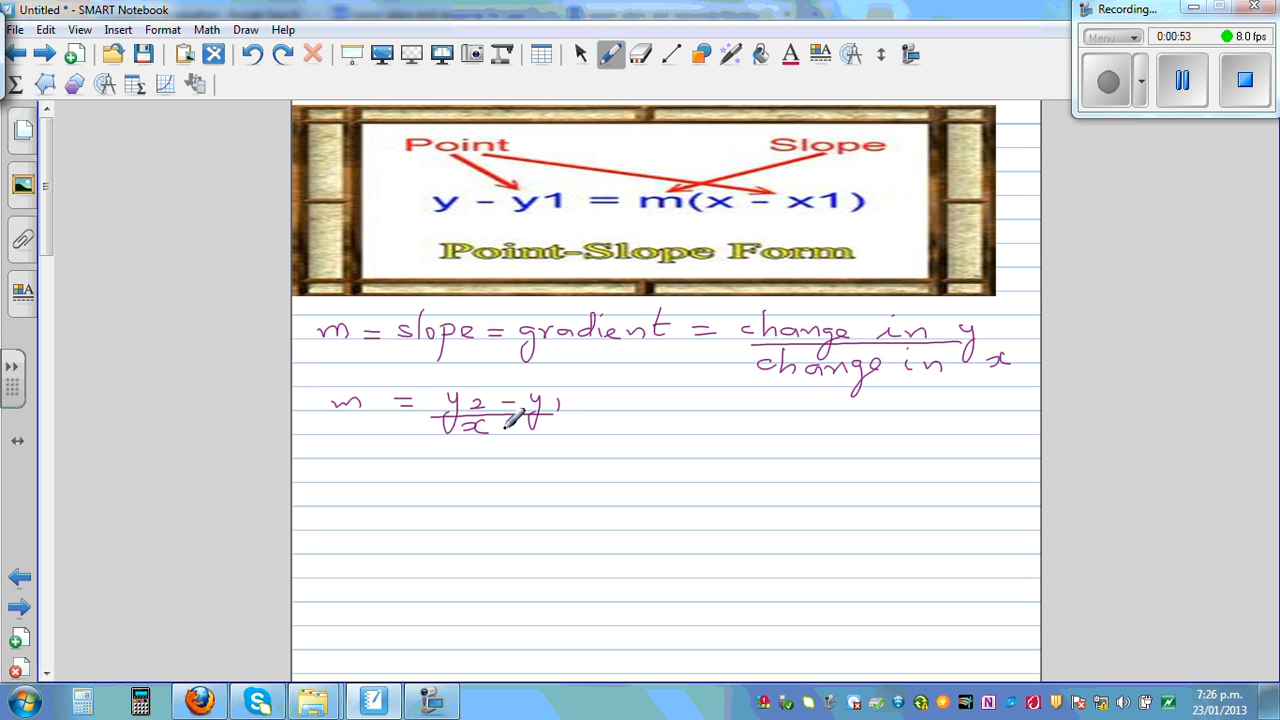 Untitled * - SMART Notebook
File Edit View Insert Format Math Draw Help
Recording...
Menu 0:00:53 8.0 fps
Point Slope
y - y1 = m(x - x1)
Point-Slope Form
m = slope = gradient = change in y / change in x
m = y2 - y1 / x
7:26 p.m.
23/01/2013